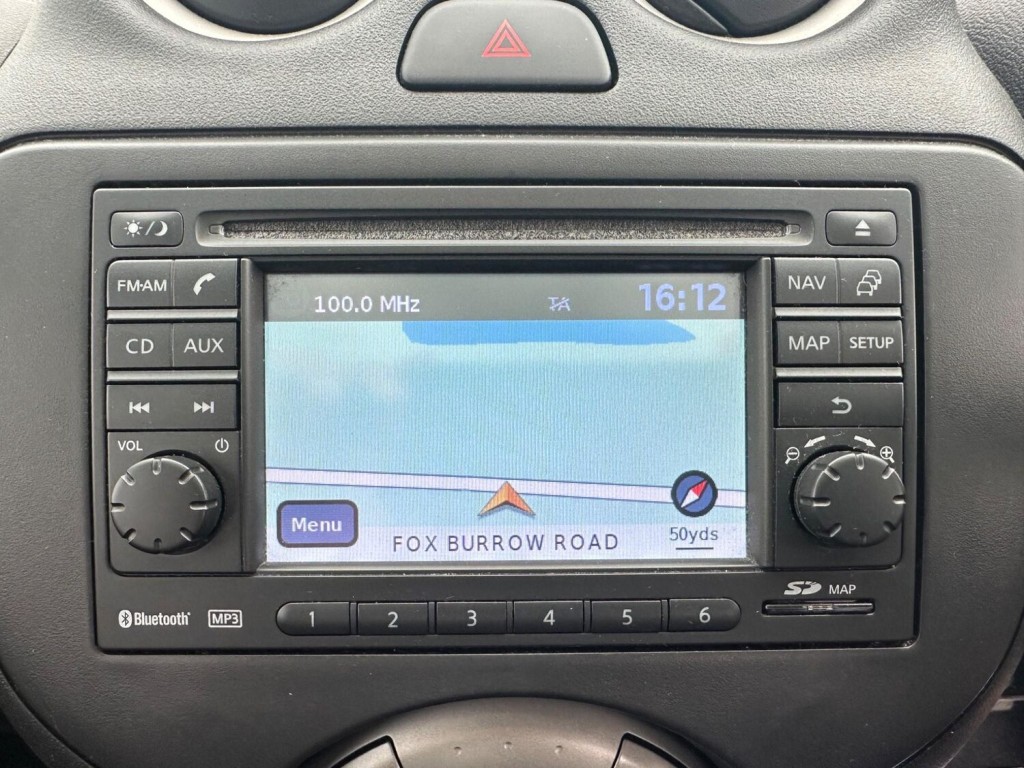 100.0 MHz TA 16:12
FM·AM
CD AUX
VOL
NAV
MAP SETUP
Menu
FOX BURROW ROAD
50yds
Bluetooth® MP3
1 2 3 4 5 6
SD MAP